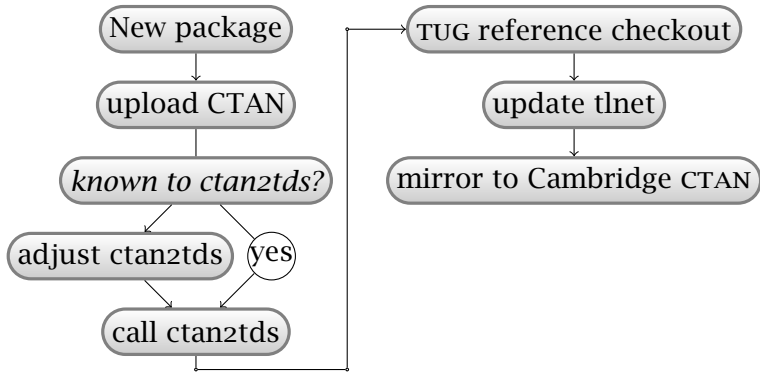 New package
upload CTAN
known to ctan2tds?
adjust ctan2tds
yes
call ctan2tds
TUG reference checkout
update tlnet
mirror to Cambridge CTAN